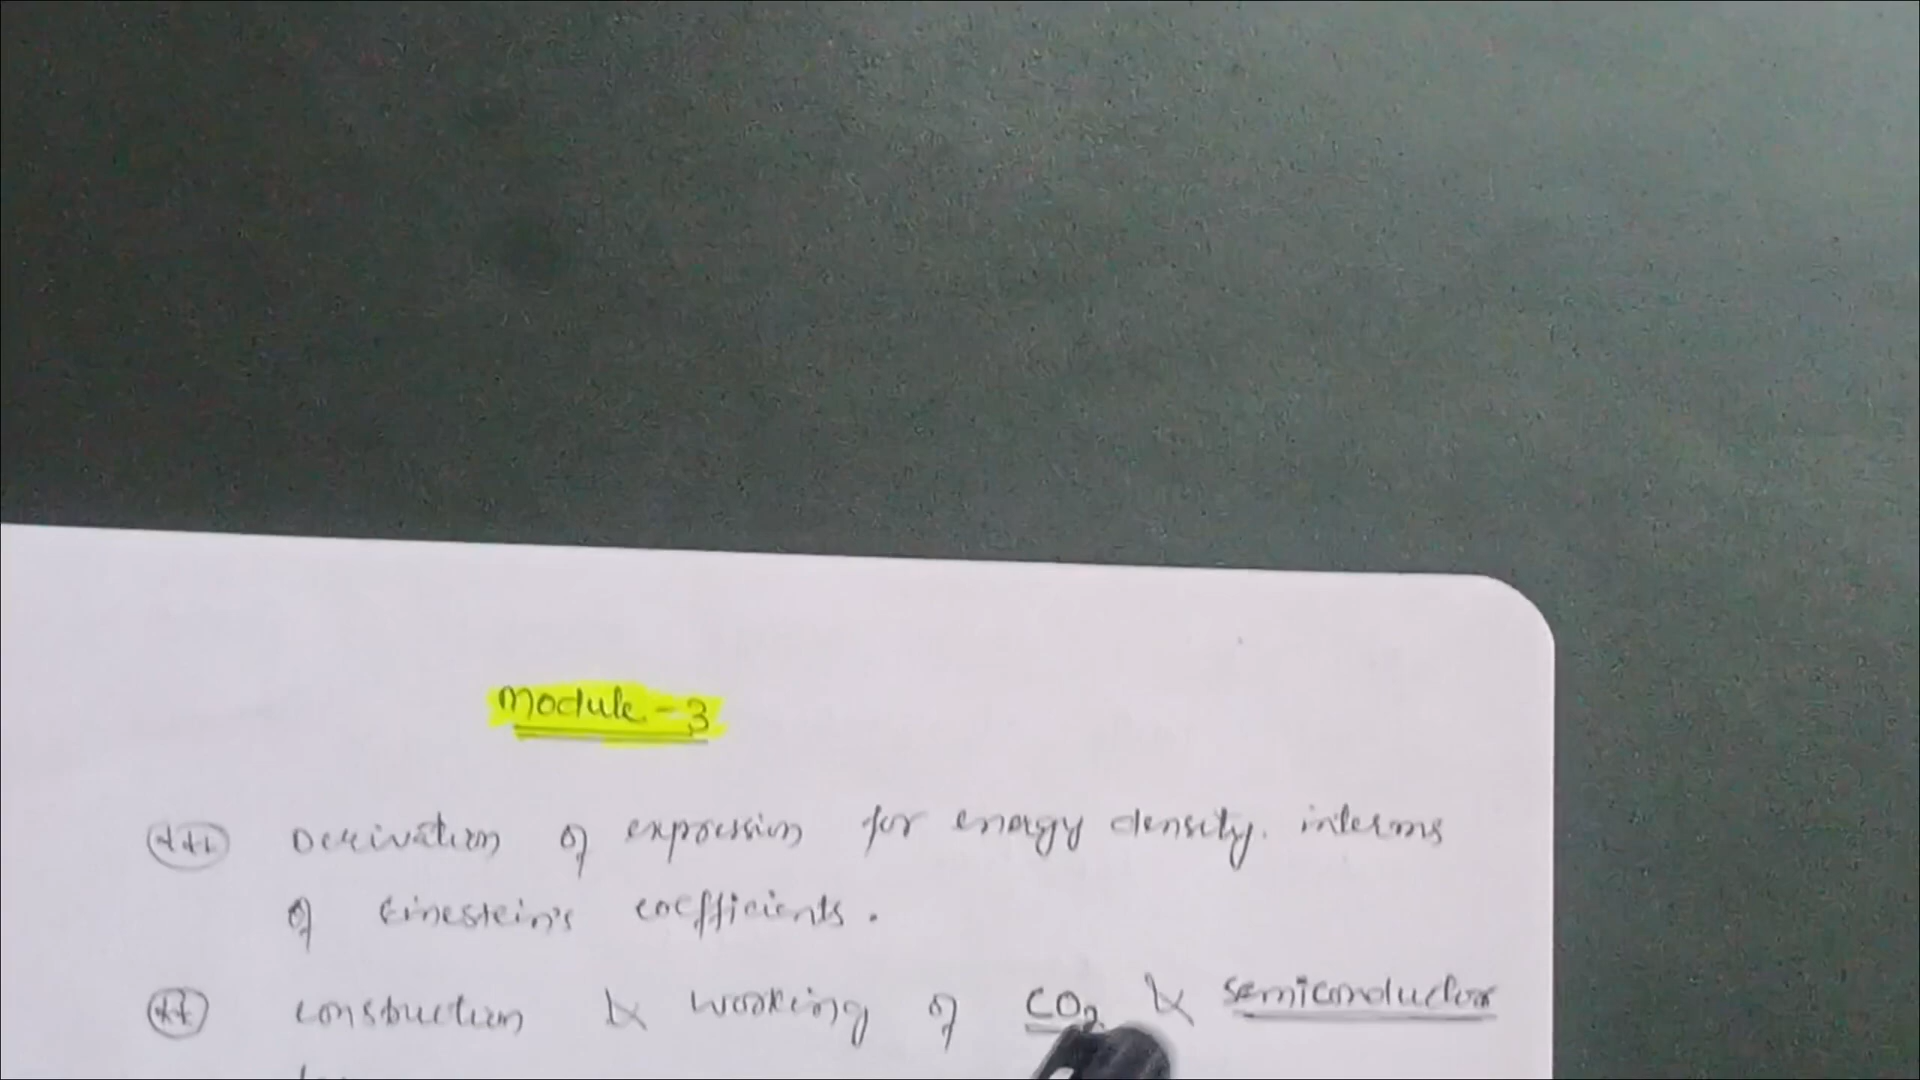 Module - 3
*** Derivation of expression for energy density. interms
of Einestein's coefficients.
** construction & working of CO2 & semiconductor